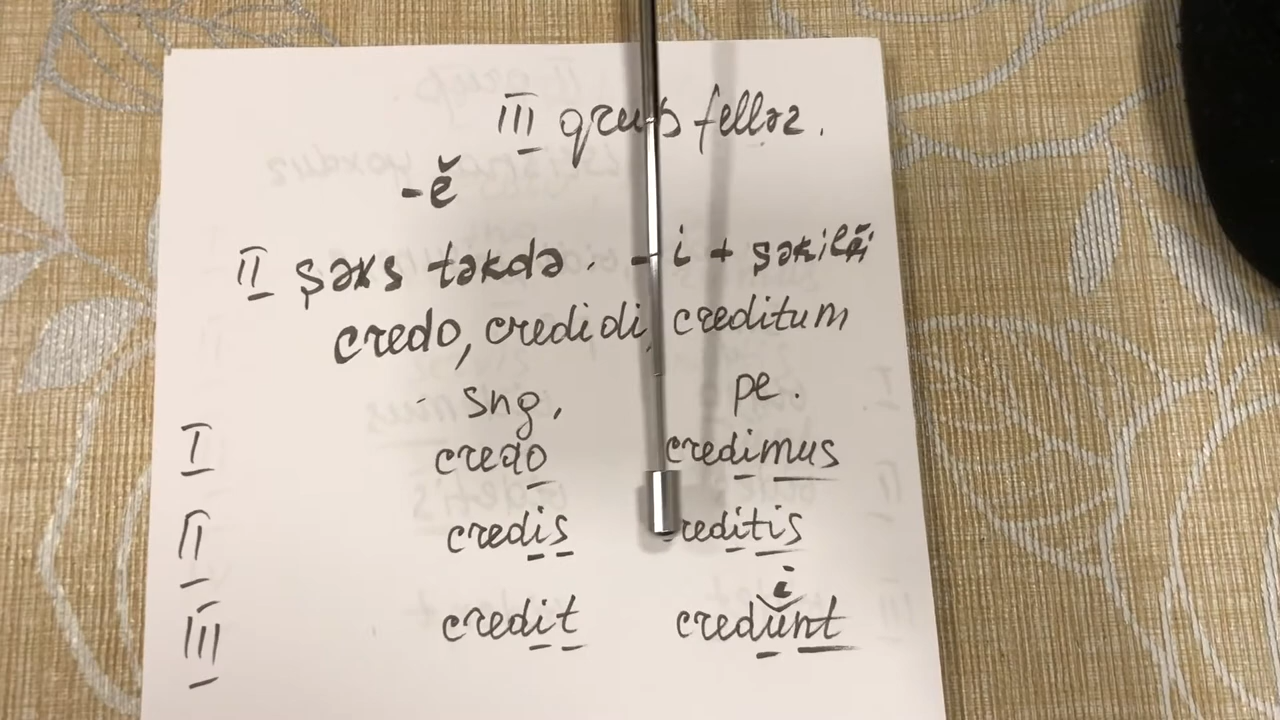 III qrup fellər.
-ĕ
II şəxs təkdə. - i + şəkilçi
credo, credidi, creditum
sng. pe.
I credo credimus
II credis creditis
i
III credit credunt